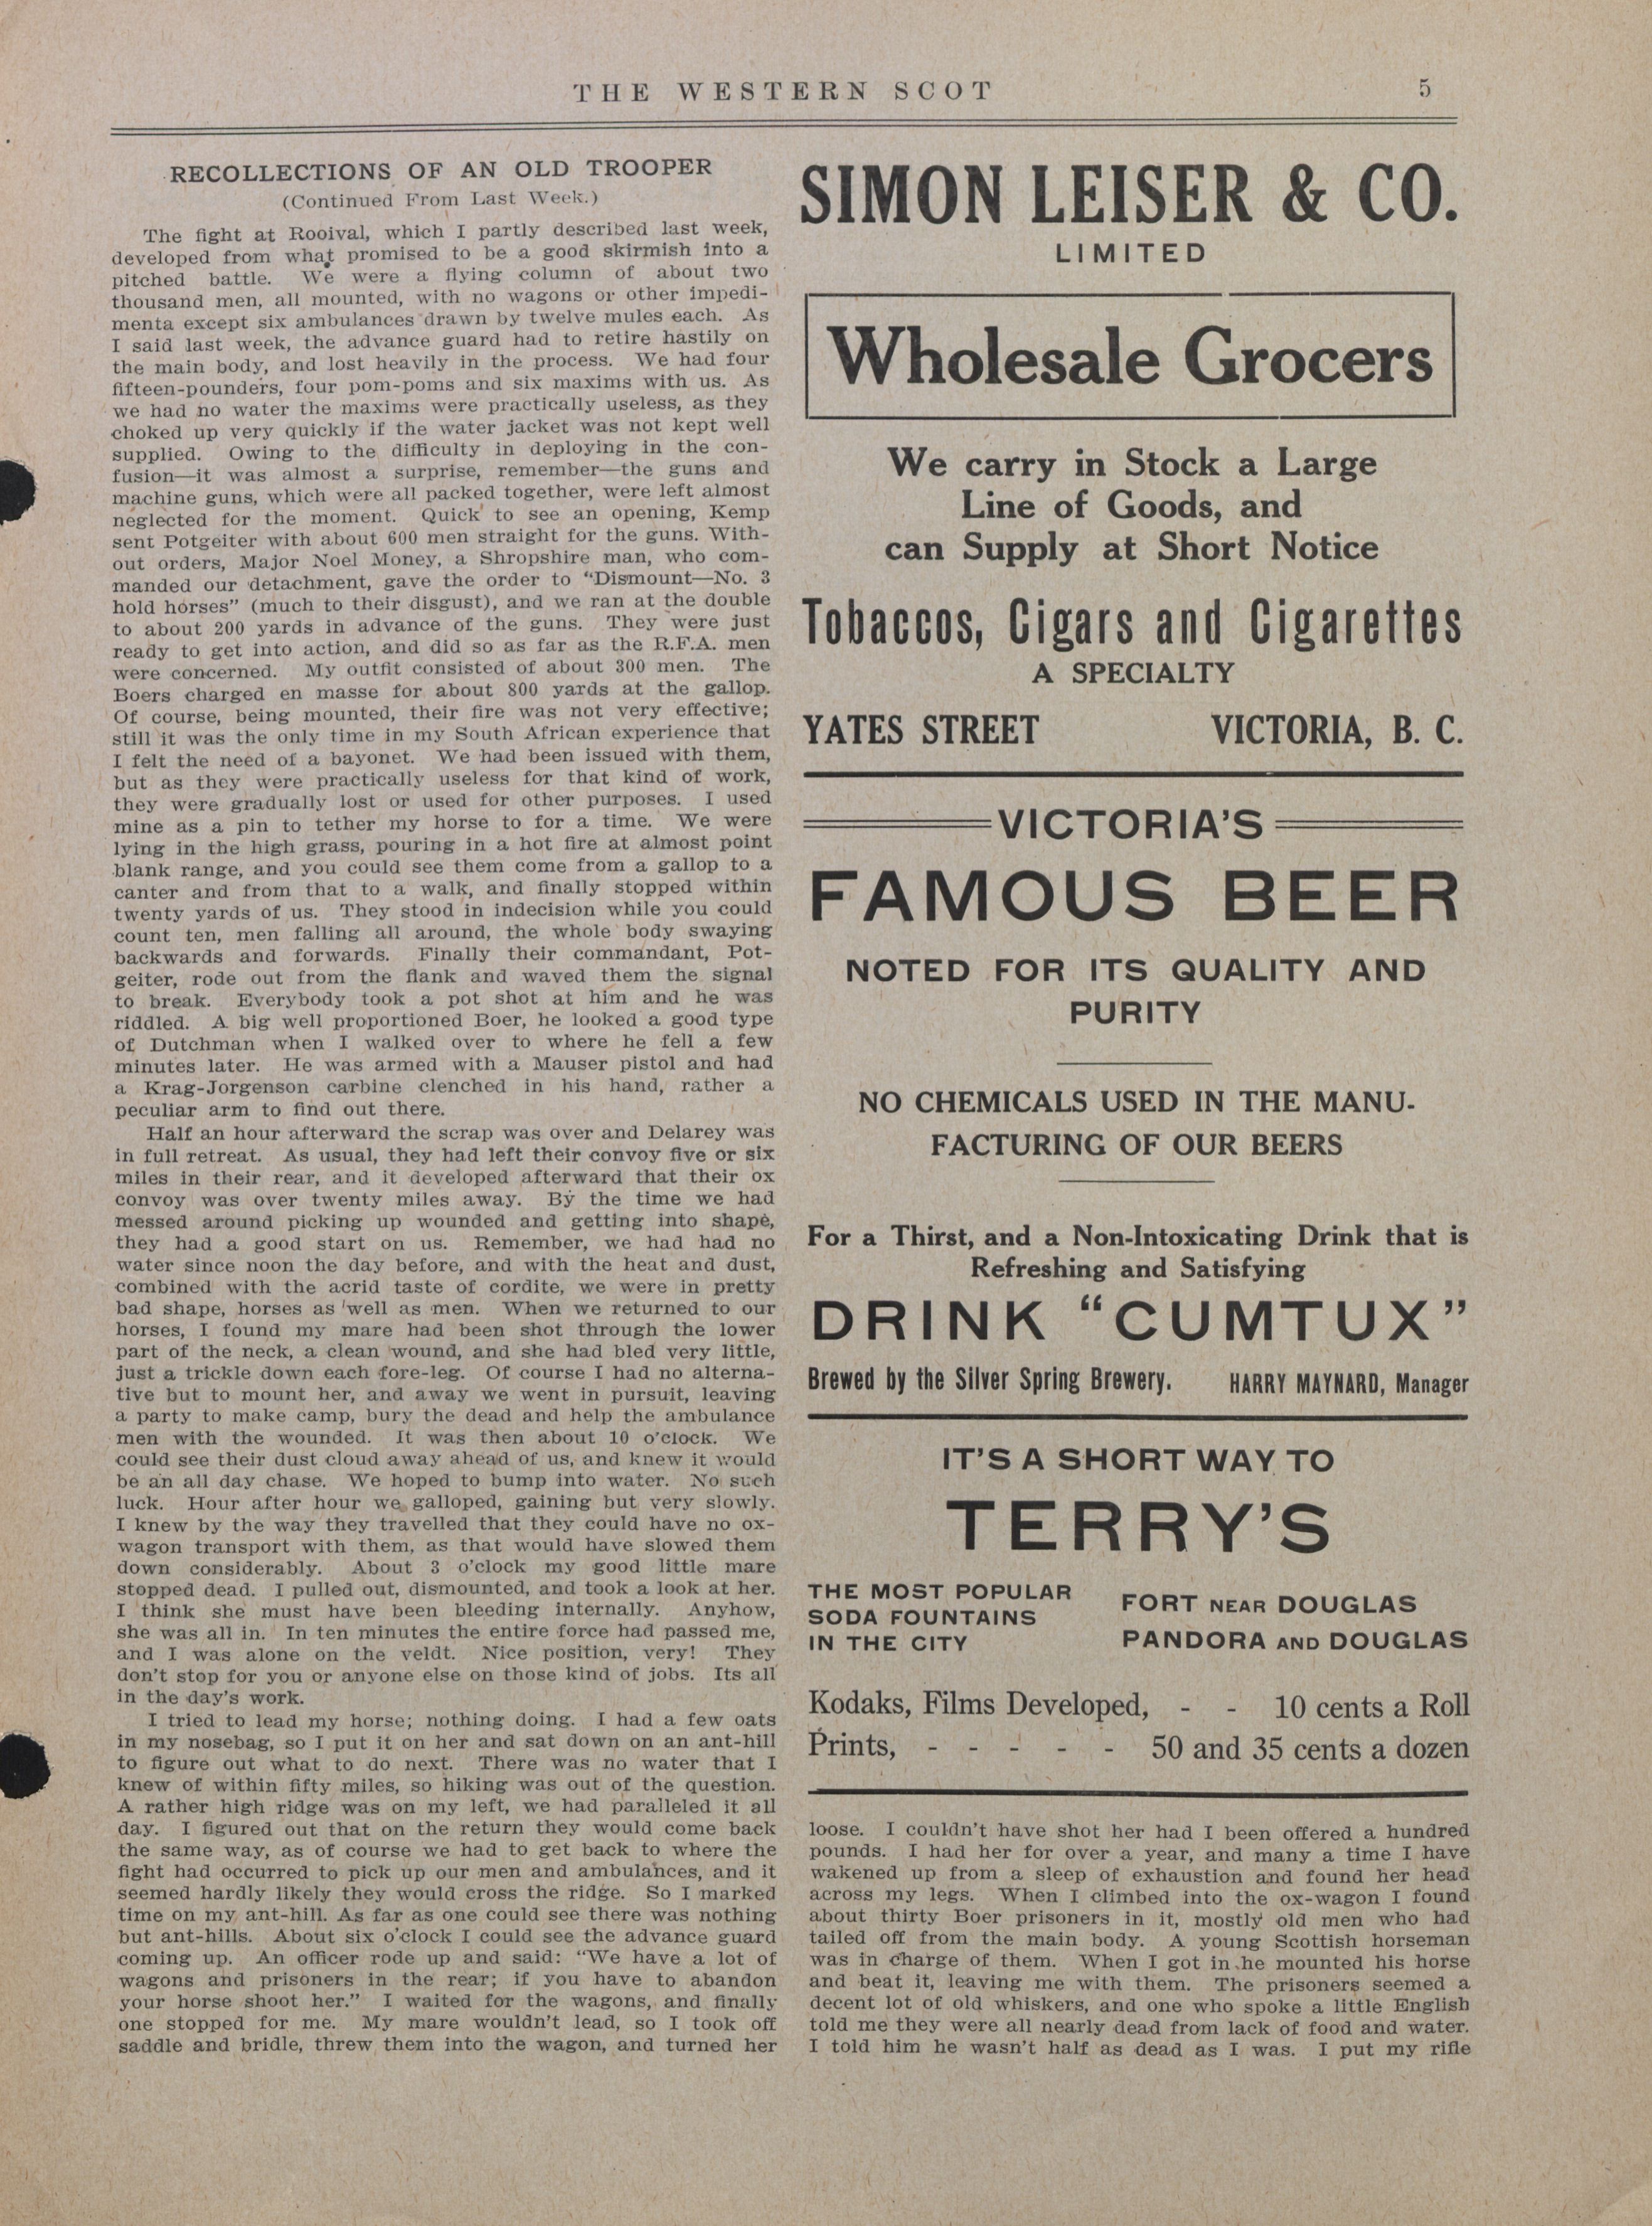 THE WESTERN SCOT
5
RECOLLECTIONS OF AN OLD TROOPER
(Continued From Last Week.)
The fight at Rooival, which I partly described last week,
developed from what promised to be a good skirmish into a
pitched battle. We were a flying column of about two
thousand men, all mounted, with no wagons or other impedi-
menta except six ambulances drawn by twelve mules each. As
I said last week, the advance guard had to retire hastily on
the main body, and lost heavily in the process. We had four
fifteen-pounders, four pom-poms and six maxims with us. As
we had no water the maxims were practically useless, as they
choked up very quickly if the water jacket was not kept well
supplied. Owing to the difficulty in deploying in the con-
fusion—it was almost a surprise, remember—the guns and
machine guns, which were all packed together, were left almost
neglected for the moment. Quick to see an opening, Kemp
sent Potgeiter with about 600 men straight for the guns. With-
out orders, Major Noel Money, a Shropshire man, who com-
manded our detachment, gave the order to "Dismount—No. 3
hold horses" (much to their disgust), and we ran at the double
to about 200 yards in advance of the guns. They were just
ready to get into action, and did so as far as the R.F.A. men
were concerned. My outfit consisted of about 300 men. The
Boers charged en masse for about 800 yards at the gallop.
Of course, being mounted, their fire was not very effective;
still it was the only time in my South African experience that
I felt the need of a bayonet. We had been issued with them,
but as they were practically useless for that kind of work,
they were gradually lost or used for other purposes. I used
mine as a pin to tether my horse to for a time. We were
lying in the high grass, pouring in a hot fire at almost point
blank range, and you could see them come from a gallop to a
canter and from that to a walk, and finally stopped within
twenty yards of us. They stood in indecision while you could
count ten, men falling all around, the whole body swaying
backwards and forwards. Finally their commandant, Pot-
geiter, rode out from the flank and waved them the signal
to break. Everybody took a pot shot at him and he was
riddled. A big well proportioned Boer, he looked a good type
of Dutchman when I walked over to where he fell a few
minutes later. He was armed with a Mauser pistol and had
a Krag-Jorgenson carbine clenched in his hand, rather a
peculiar arm to find out there.
Half an hour afterward the scrap was over and Delarey was
in full retreat. As usual, they had left their convoy five or six
miles in their rear, and it developed afterward that their ox
convoy was over twenty miles away. By the time we had
messed around picking up wounded and getting into shape,
they had a good start on us. Remember, we had had no
water since noon the day before, and with the heat and dust,
combined with the acrid taste of cordite, we were in pretty
bad shape, horses as well as men. When we returned to our
horses, I found my mare had been shot through the lower
part of the neck, a clean wound, and she had bled very little,
just a trickle down each fore-leg. Of course I had no alterna-
tive but to mount her, and away we went in pursuit, leaving
a party to make camp, bury the dead and help the ambulance
men with the wounded. It was then about 10 o'clock. We
could see their dust cloud away ahead of us, and knew it would
be an all day chase. We hoped to bump into water. No such
luck. Hour after hour we galloped, gaining but very slowly.
I knew by the way they travelled that they could have no ox-
wagon transport with them, as that would have slowed them
down considerably. About 3 o'clock my good little mare
stopped dead. I pulled out, dismounted, and took a look at her.
I think she must have been bleeding internally. Anyhow,
she was all in. In ten minutes the entire force had passed me,
and I was alone on the veldt. Nice position, very! They
don't stop for you or anyone else on those kind of jobs. Its all
in the day's work.
I tried to lead my horse; nothing doing. I had a few oats
in my nosebag, so I put it on her and sat down on an ant-hill
to figure out what to do next. There was no water that I
knew of within fifty miles, so hiking was out of the question.
A rather high ridge was on my left, we had paralleled it all
day. I figured out that on the return they would come back
the same way, as of course we had to get back to where the
fight had occurred to pick up our men and ambulances, and it
seemed hardly likely they would cross the ridge. So I marked
time on my ant-hill. As far as one could see there was nothing
but ant-hills. About six o'clock I could see the advance guard
coming up. An officer rode up and said: "We have a lot of
wagons and prisoners in the rear; if you have to abandon
your horse shoot her." I waited for the wagons, and finally
one stopped for me. My mare wouldn't lead, so I took off
saddle and bridle, threw them into the wagon, and turned her
SIMON LEISER & CO.
LIMITED
Wholesale Grocers
We carry in Stock a Large
Line of Goods, and
can Supply at Short Notice
Tobaccos, Cigars and Cigarettes
A SPECIALTY
YATES STREET VICTORIA, B. C.
VICTORIA'S
FAMOUS BEER
NOTED FOR ITS QUALITY AND
PURITY
NO CHEMICALS USED IN THE MANU-
FACTURING OF OUR BEERS
For a Thirst, and a Non-Intoxicating Drink that is
Refreshing and Satisfying
DRINK "CUMTUX"
Brewed by the Silver Spring Brewery. HARRY MAYNARD, Manager
IT'S A SHORT WAY TO
TERRY'S
THE MOST POPULAR
SODA FOUNTAINS
IN THE CITY
FORT NEAR DOUGLAS
PANDORA AND DOUGLAS
Kodaks, Films Developed, - - 10 cents a Roll
Prints, - - - - - 50 and 35 cents a dozen
loose. I couldn't have shot her had I been offered a hundred
pounds. I had her for over a year, and many a time I have
wakened up from a sleep of exhaustion and found her head
across my legs. When I climbed into the ox-wagon I found
about thirty Boer prisoners in it, mostly old men who had
tailed off from the main body. A young Scottish horseman
was in charge of them. When I got in he mounted his horse
and beat it, leaving me with them. The prisoners seemed a
decent lot of old whiskers, and one who spoke a little English
told me they were all nearly dead from lack of food and water.
I told him he wasn't half as dead as I was. I put my rifle